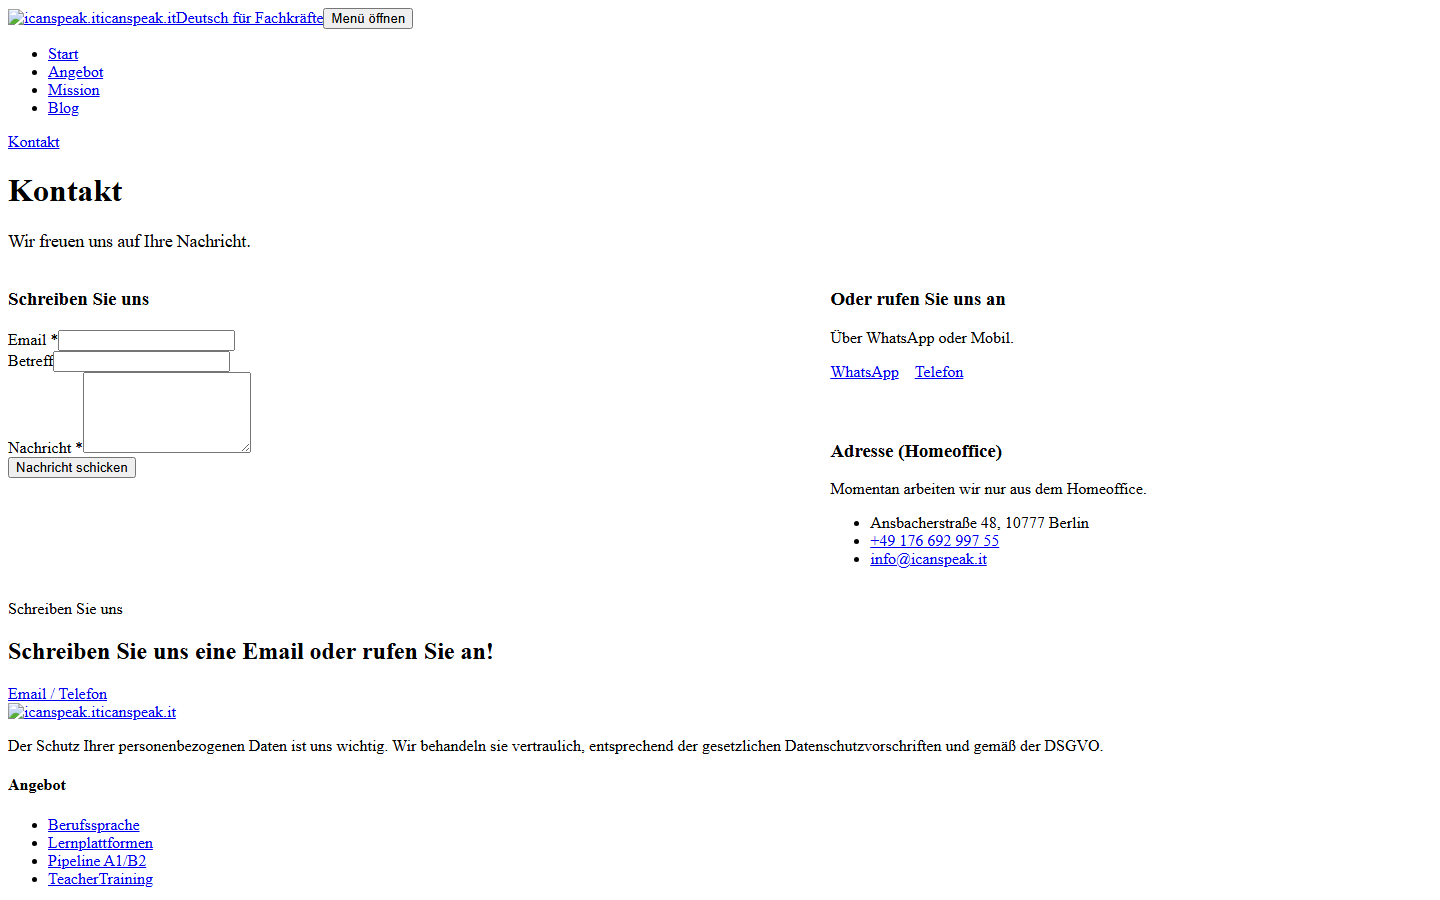 icanspeak.iticanspeak.itDeutsch für Fachkräfte Menü öffnen
Start
Angebot
Mission
Blog
Kontakt
Kontakt
Wir freuen uns auf Ihre Nachricht.
Schreiben Sie uns
Email *
Betreff
Nachricht *
Nachricht schicken
Oder rufen Sie uns an
Über WhatsApp oder Mobil.
WhatsApp Telefon
Adresse (Homeoffice)
Momentan arbeiten wir nur aus dem Homeoffice.
Ansbacherstraße 48, 10777 Berlin
+49 176 692 997 55
info@icanspeak.it
Schreiben Sie uns
Schreiben Sie uns eine Email oder rufen Sie an!
Email / Telefon
icanspeak.iticanspeak.it
Der Schutz Ihrer personenbezogenen Daten ist uns wichtig. Wir behandeln sie vertraulich, entsprechend der gesetzlichen Datenschutzvorschriften und gemäß der DSGVO.
Angebot
Berufssprache
Lernplattformen
Pipeline A1/B2
TeacherTraining